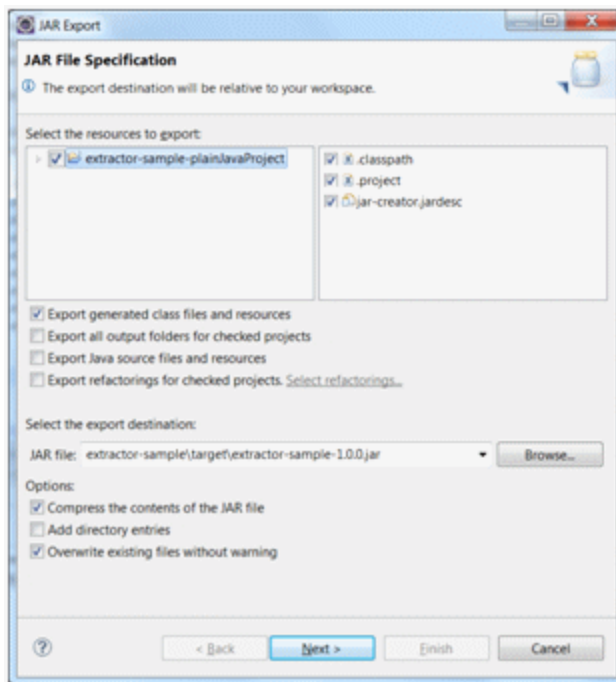 JAR Export
JAR File Specification
The export destination will be relative to your workspace.
Select the resources to export:
extractor-sample-plainJavaProject
.classpath
.project
jar-creator.jardesc
Export generated class files and resources
Export all output folders for checked projects
Export Java source files and resources
Export refactorings for checked projects. Select refactorings...
Select the export destination:
JAR file: extractor-sample\target\extractor-sample-1.0.0.jar Browse...
Options:
Compress the contents of the JAR file
Add directory entries
Overwrite existing files without warning
? < Back Next > Finish Cancel